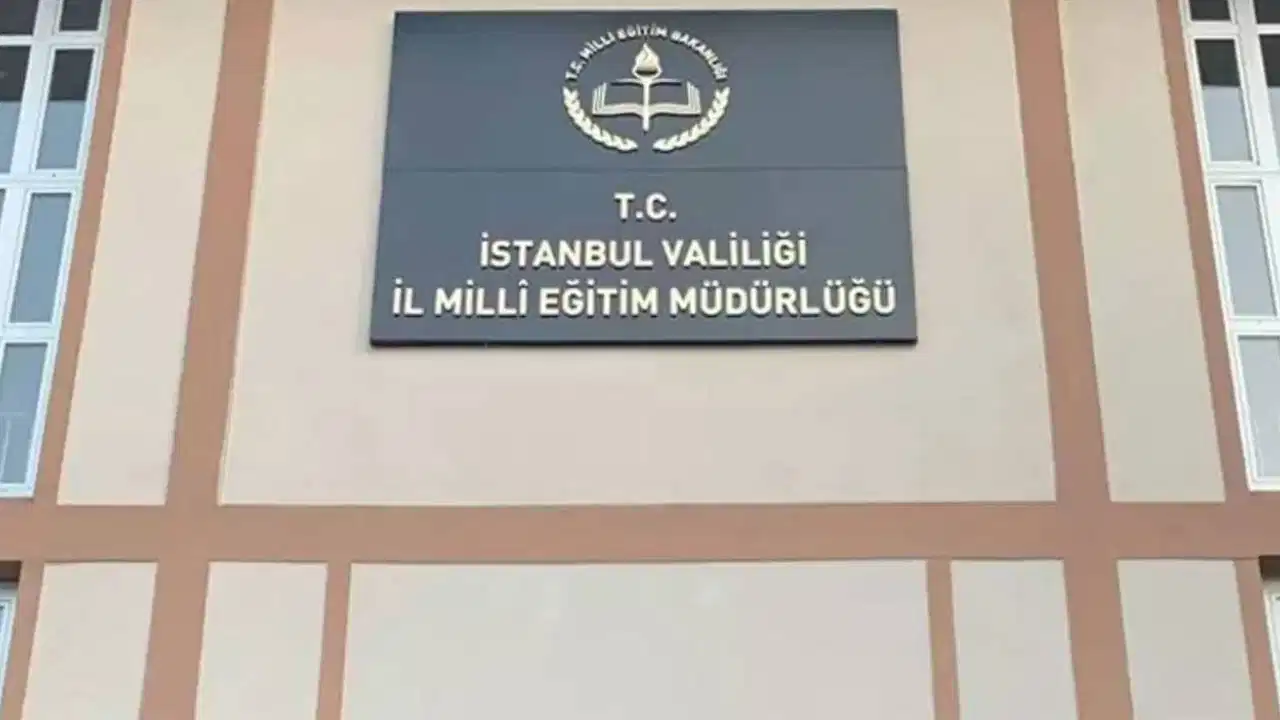 T.C. MİLLÎ EĞİTİM BAKANLIĞI
T.C.
İSTANBUL VALİLİĞİ
İL MİLLÎ EĞİTİM MÜDÜRLÜĞÜ